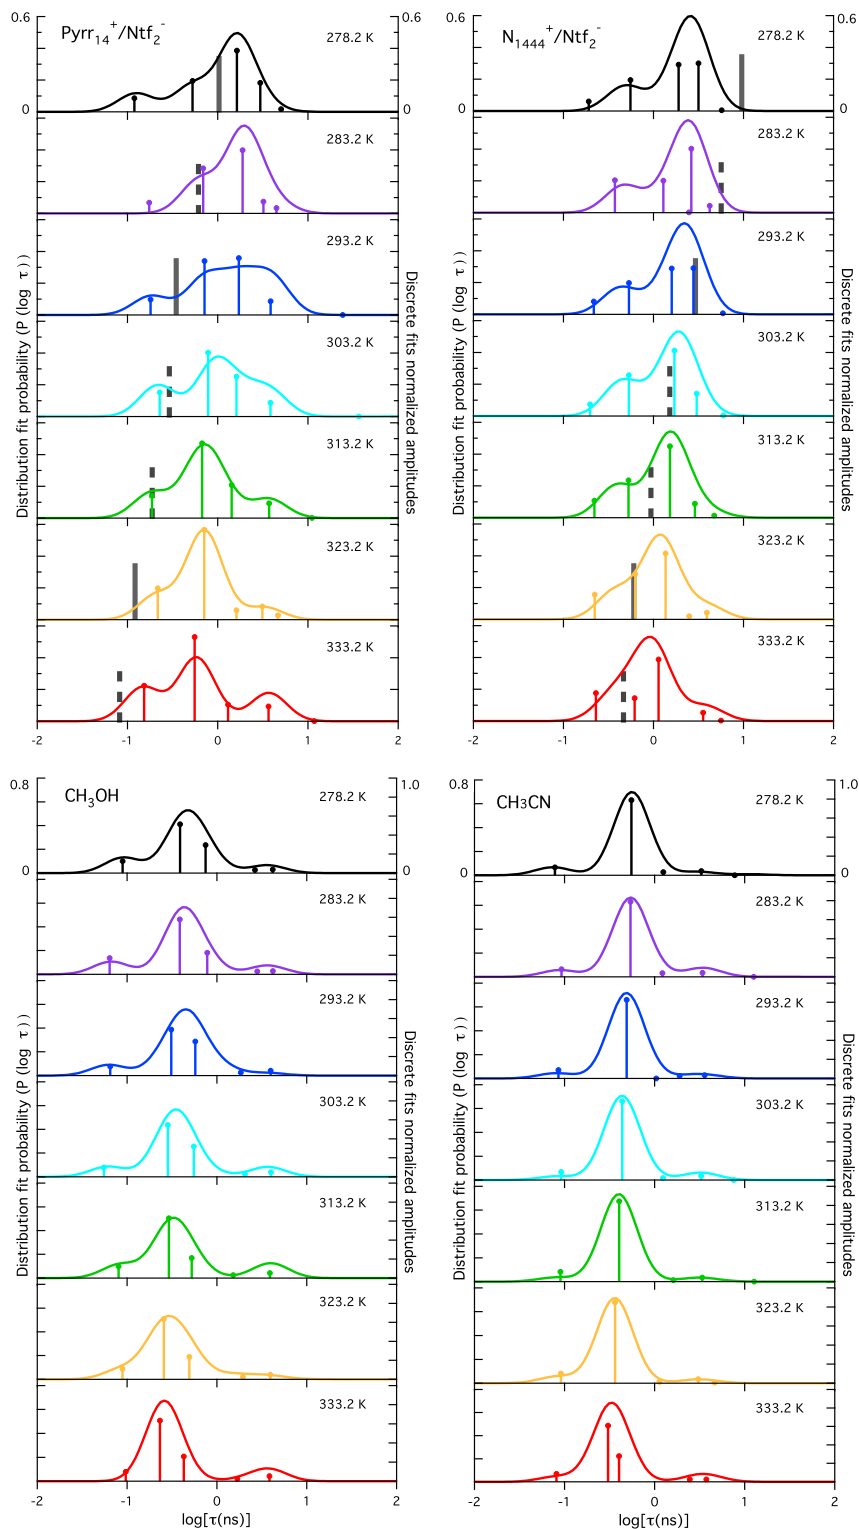 Pyrr14+/Ntf2-
0.6
0
278.2 K
0.6
0
283.2 K
293.2 K
303.2 K
313.2 K
323.2 K
333.2 K
-2 -1 0 1 2
Distribution fit probability (P (log τ))
Discrete fits normalized amplitudes
N1444+/Ntf2-
0.6
0
278.2 K
0.6
0
283.2 K
293.2 K
303.2 K
313.2 K
323.2 K
333.2 K
-2 -1 0 1 2
Distribution fit probability (P (log τ))
Discrete fits normalized amplitudes
CH3OH
0.8
0
278.2 K
1.0
0
283.2 K
293.2 K
303.2 K
313.2 K
323.2 K
333.2 K
-2 -1 0 1 2
log[τ(ns)]
Distribution fit probability (P (log τ))
Discrete fits normalized amplitudes
CH3CN
0.8
0
278.2 K
1.0
0
283.2 K
293.2 K
303.2 K
313.2 K
323.2 K
333.2 K
-2 -1 0 1 2
log[τ(ns)]
Distribution fit probability (P (log τ))
Discrete fits normalized amplitudes